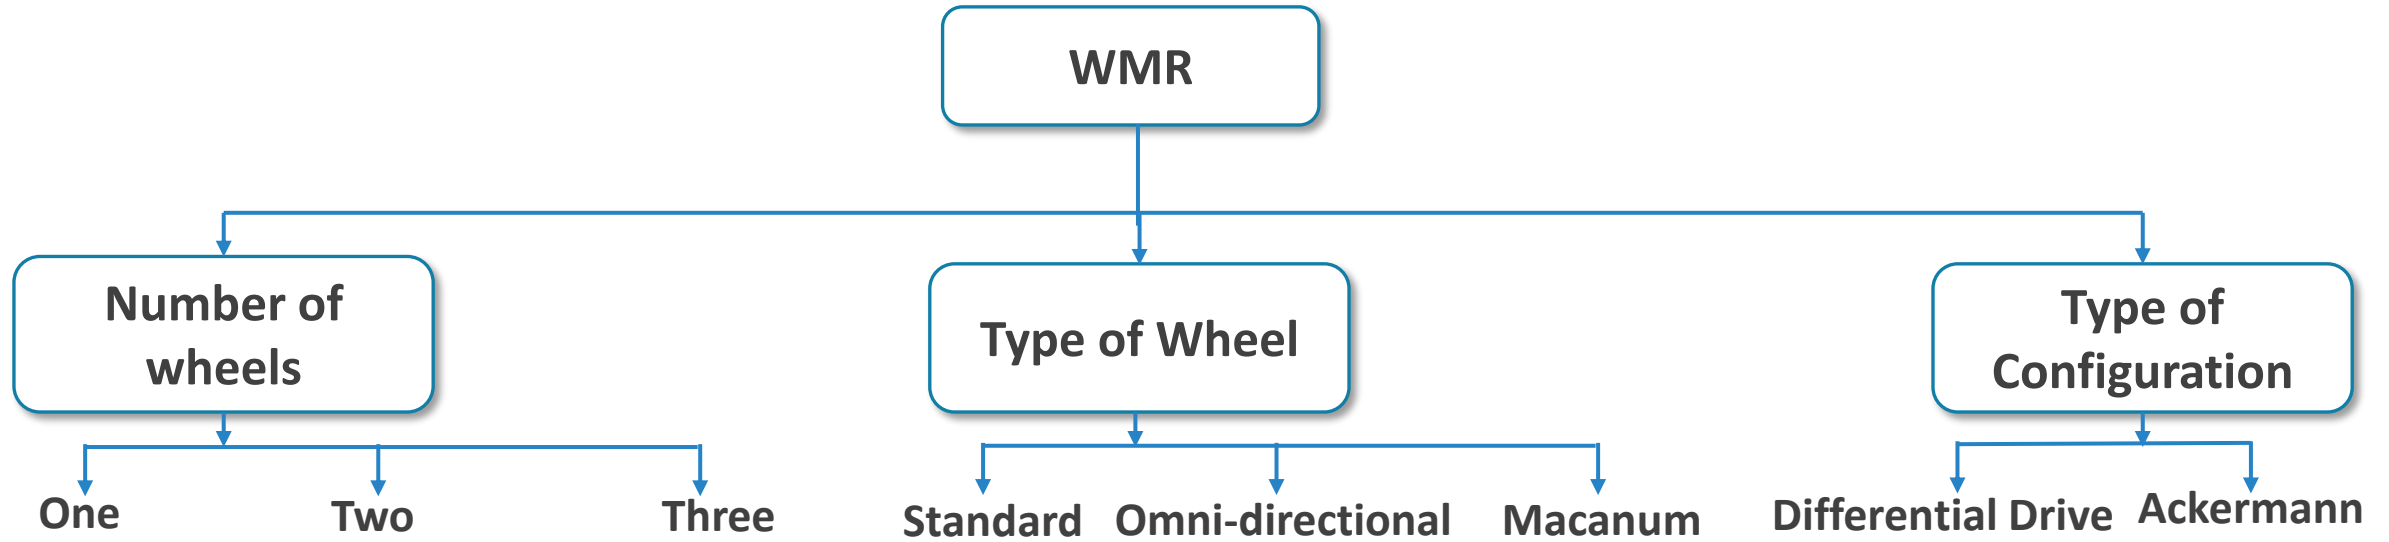 WMR
Number of
wheels
Type of Wheel
Type of
Configuration
One
Two
Three
Standard
Omni-directional
Macanum
Differential Drive
Ackermann